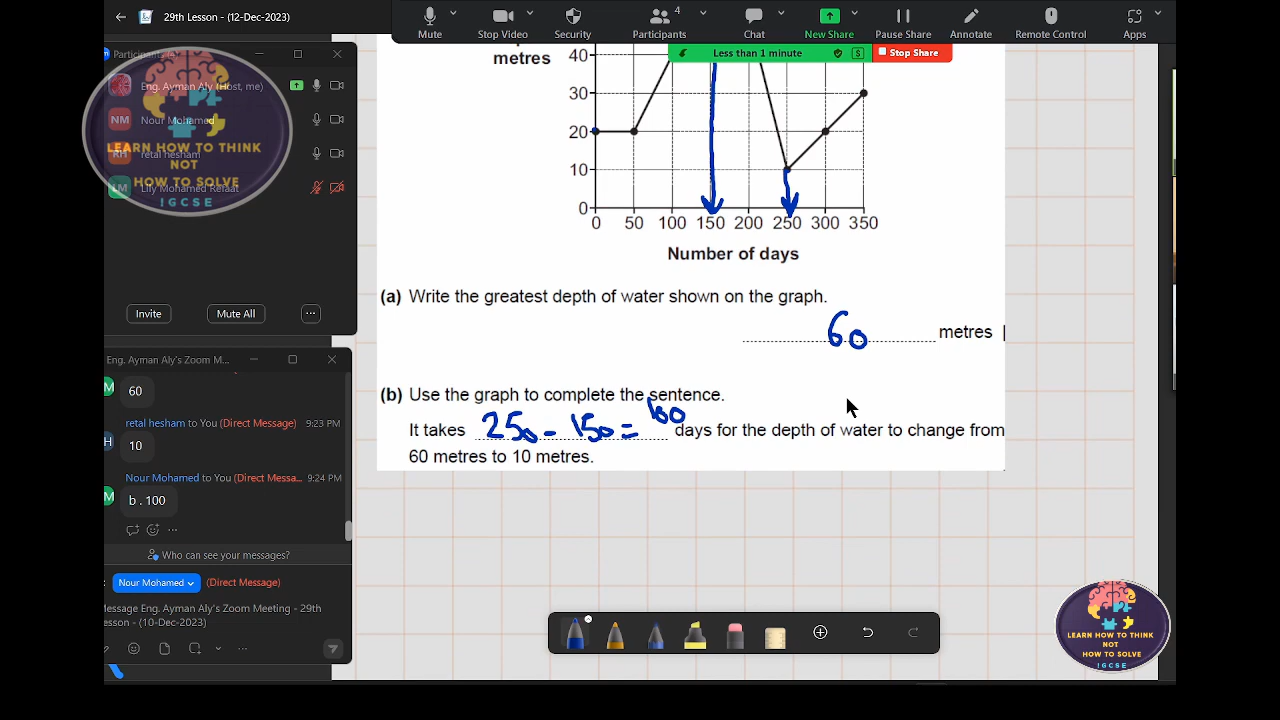 29th Lesson - (12-Dec-2023)
Mute
Stop Video
Security
4
Participants
Chat
New Share
Pause Share
Annotate
Remote Control
Apps
Less than 1 minute
Stop Share
Eng. Ayman Aly (Host, me)
NM Nour Mohamed
RH retal hesham
LM Lily Mohamed Refaat
LEARN HOW TO THINK
NOT
HOW TO SOLVE
IGCSE
Invite
Mute All
Eng. Ayman Aly's Zoom M...
60
retal hesham to You (Direct Message) 9:23 PM
10
Nour Mohamed to You (Direct Messa... 9:24 PM
b . 100
Who can see your messages?
Nour Mohamed (Direct Message)
Message Eng. Ayman Aly's Zoom Meeting - 29th
esson - (10-Dec-2023)
metres
40
30
20
10
0
0 50 100 150 200 250 300 350
Number of days
(a) Write the greatest depth of water shown on the graph.
60 metres
(b) Use the graph to complete the sentence.
It takes 250 - 150 = 100 days for the depth of water to change from
60 metres to 10 metres.
LEARN HOW TO THINK
NOT
HOW TO SOLVE
IGCSE